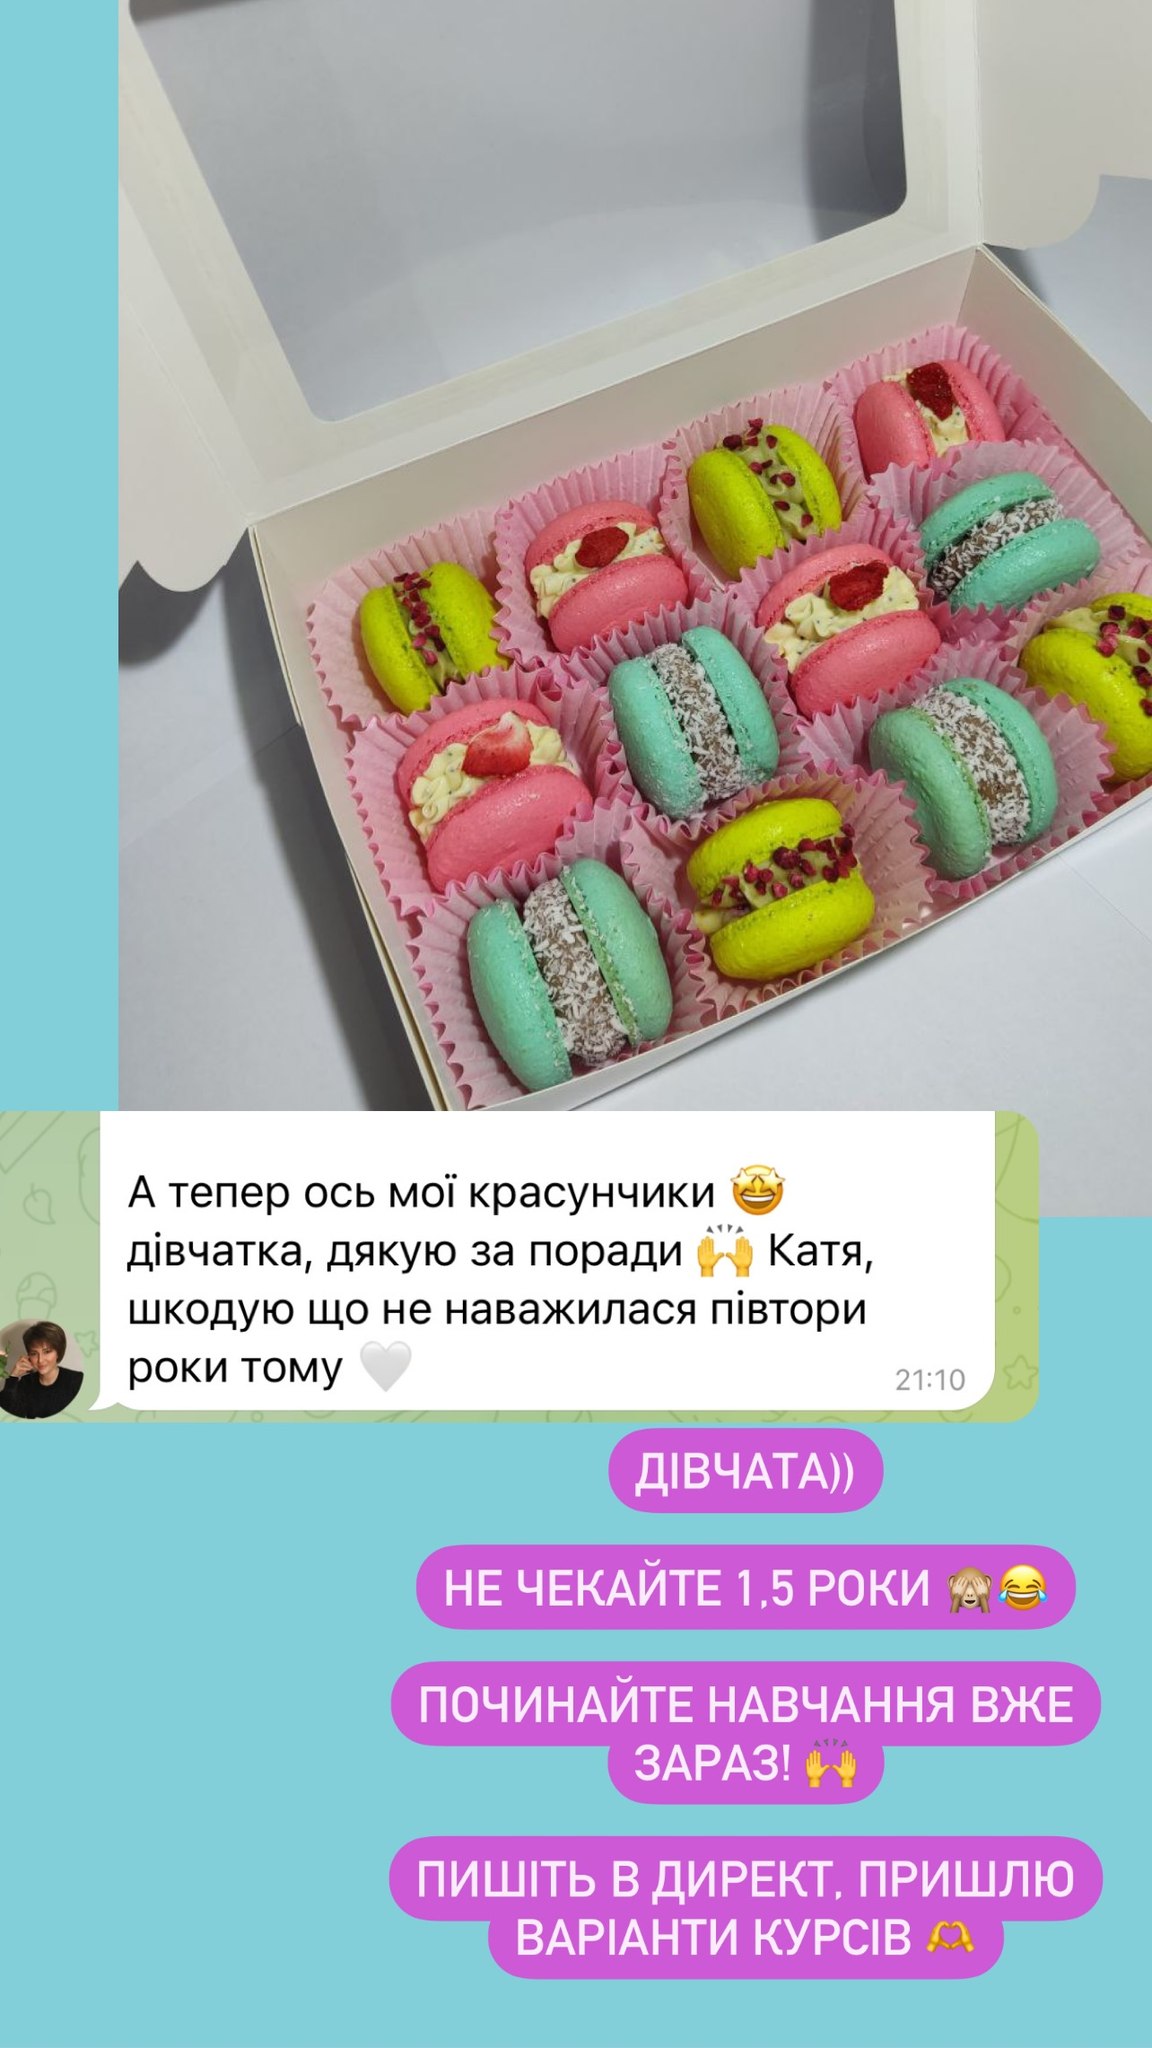 А тепер ось мої красунчики 🤩
дівчатка, дякую за поради 🙌 Катя,
шкодую що не наважилася півтори
роки тому 🤍
21:10
ДІВЧАТА))
НЕ ЧЕКАЙТЕ 1,5 РОКИ 🙈😂
ПОЧИНАЙТЕ НАВЧАННЯ ВЖЕ
ЗАРАЗ! 🙌
ПИШІТЬ В ДИРЕКТ, ПРИШЛЮ
ВАРІАНТИ КУРСІВ 🫶